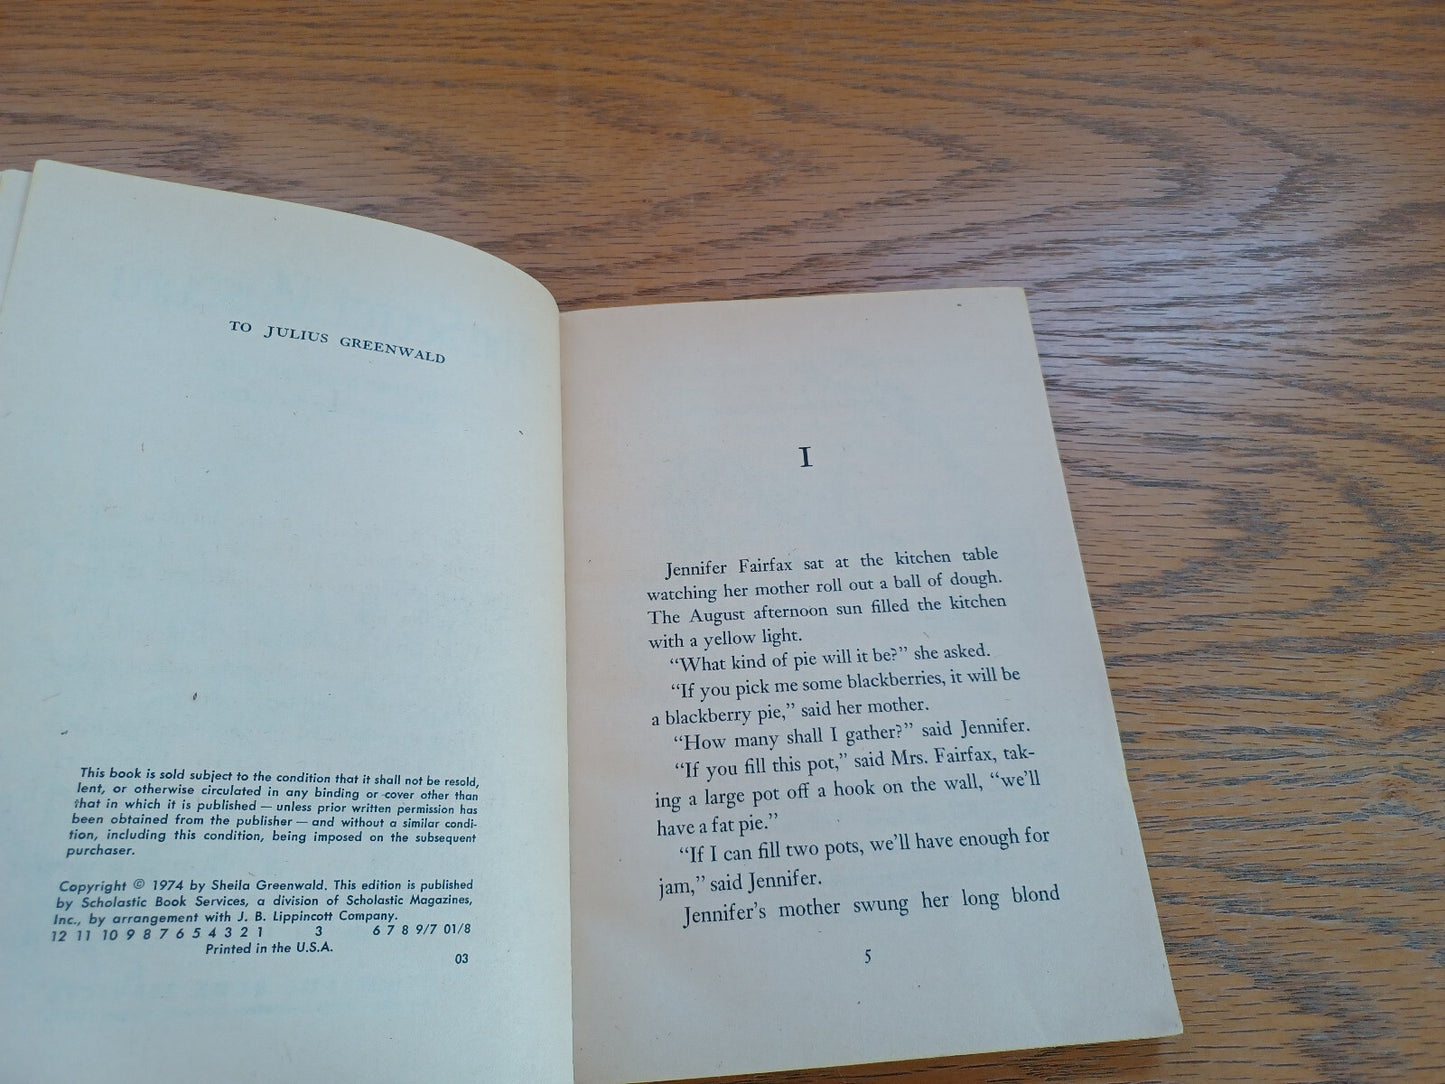 TO JULIUS GREENWALD
This book is sold subject to the condition that it shall not be resold,
lent, or otherwise circulated in any binding or cover other than
that in which it is published — unless prior written permission has
been obtained from the publisher — and without a similar condi-
tion, including this condition, being imposed on the subsequent
purchaser.
Copyright © 1974 by Sheila Greenwald. This edition is published
by Scholastic Book Services, a division of Scholastic Magazines,
Inc., by arrangement with J. B. Lippincott Company.
12 11 10 9 8 7 6 5 4 3 2 1 3 6 7 8 9/7 01/8
Printed in the U.S.A.
03
I
Jennifer Fairfax sat at the kitchen table
watching her mother roll out a ball of dough.
The August afternoon sun filled the kitchen
with a yellow light.
“What kind of pie will it be?” she asked.
“If you pick me some blackberries, it will be
a blackberry pie,” said her mother.
“How many shall I gather?” said Jennifer.
“If you fill this pot,” said Mrs. Fairfax, tak-
ing a large pot off a hook on the wall, “we’ll
have a fat pie.”
“If I can fill two pots, we’ll have enough for
jam,” said Jennifer.
Jennifer’s mother swung her long blond
5